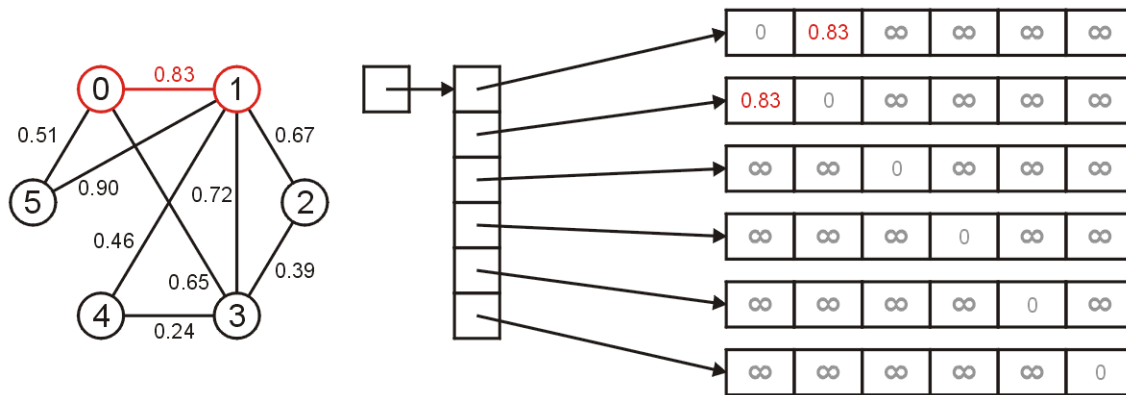 0.83
0 1
0.51 0.67
5 0.90 0.72 2
0.46 0.65 0.39
4 0.24 3
0 0.83 ∞ ∞ ∞ ∞
0.83 0 ∞ ∞ ∞ ∞
∞ ∞ 0 ∞ ∞ ∞
∞ ∞ ∞ 0 ∞ ∞
∞ ∞ ∞ ∞ 0 ∞
∞ ∞ ∞ ∞ ∞ 0